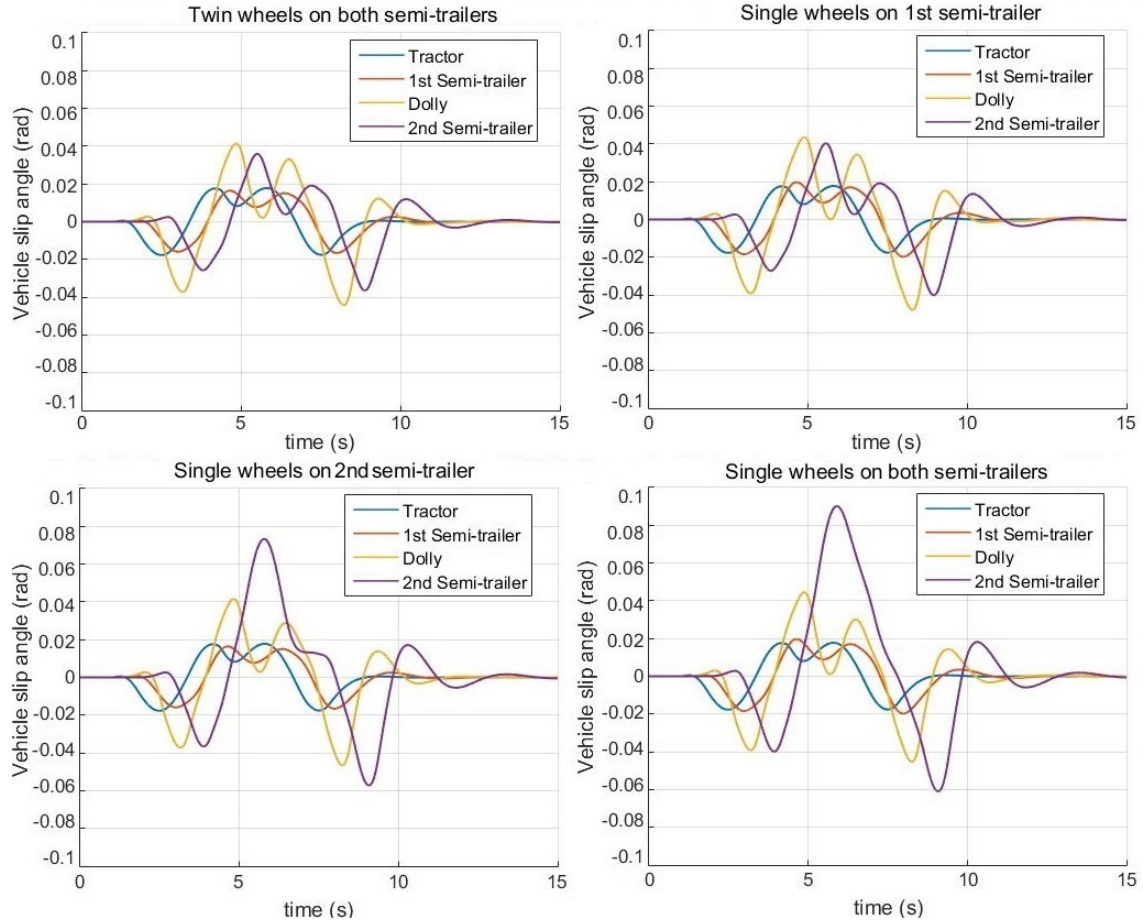 Twin wheels on both semi-trailers
Vehicle slip angle (rad)
0.1
0.08
0.06
0.04
0.02
0
-0.02
-0.04
-0.06
-0.08
-0.1
Tractor
1st Semi-trailer
Dolly
2nd Semi-trailer
0 5 10 15
time (s)
Single wheels on 1st semi-trailer
Vehicle slip angle (rad)
0.1
0.08
0.06
0.04
0.02
0
-0.02
-0.04
-0.06
-0.08
-0.1
Tractor
1st Semi-trailer
Dolly
2nd Semi-trailer
0 5 10 15
time (s)
Single wheels on 2nd semi-trailer
Vehicle slip angle (rad)
0.1
0.08
0.06
0.04
0.02
0
-0.02
-0.04
-0.06
-0.08
-0.1
Tractor
1st Semi-trailer
Dolly
2nd Semi-trailer
0 5 10 15
time (s)
Single wheels on both semi-trailers
Vehicle slip angle (rad)
0.1
0.08
0.06
0.04
0.02
0
-0.02
-0.04
-0.06
-0.08
-0.1
Tractor
1st Semi-trailer
Dolly
2nd Semi-trailer
0 5 10 15
time (s)